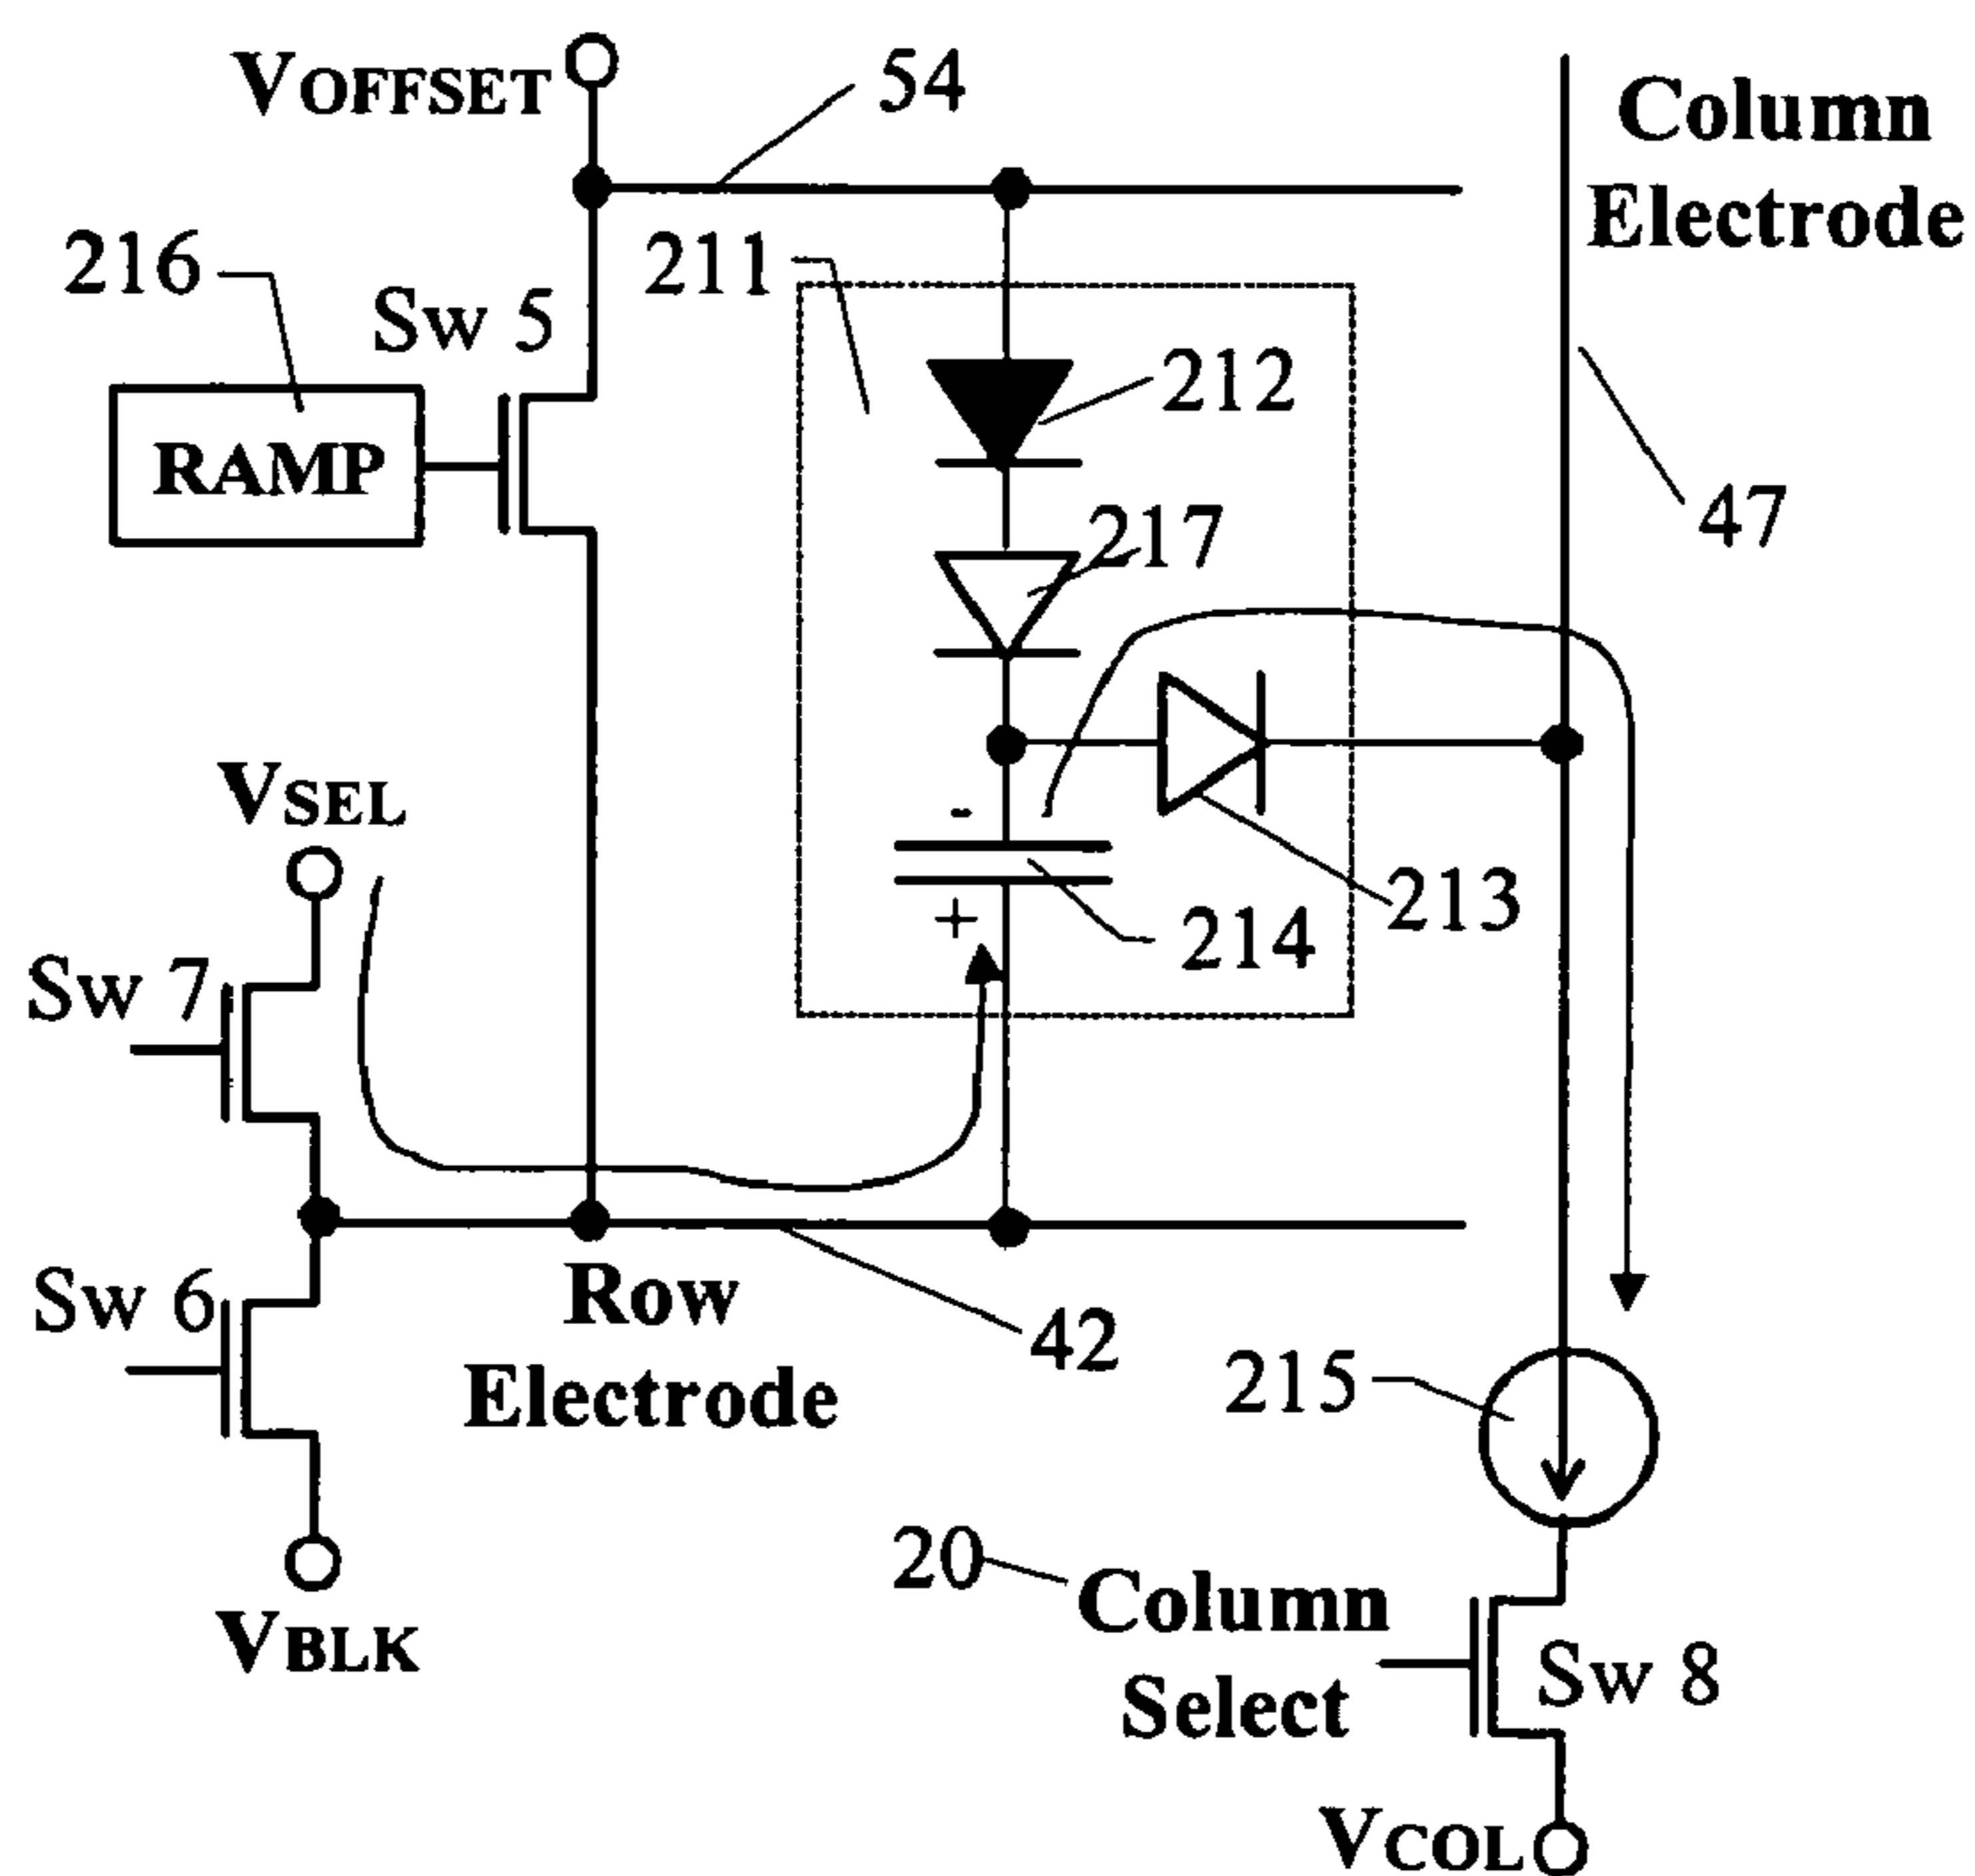 VOFFSET
54
Column
Electrode
216
Sw 5
211
212
RAMP
217
47
VSEL
-
213
+
214
Sw 7
Sw 6
Row
Electrode
42
215
20
Column
Select
VBLK
Sw 8
VCOL